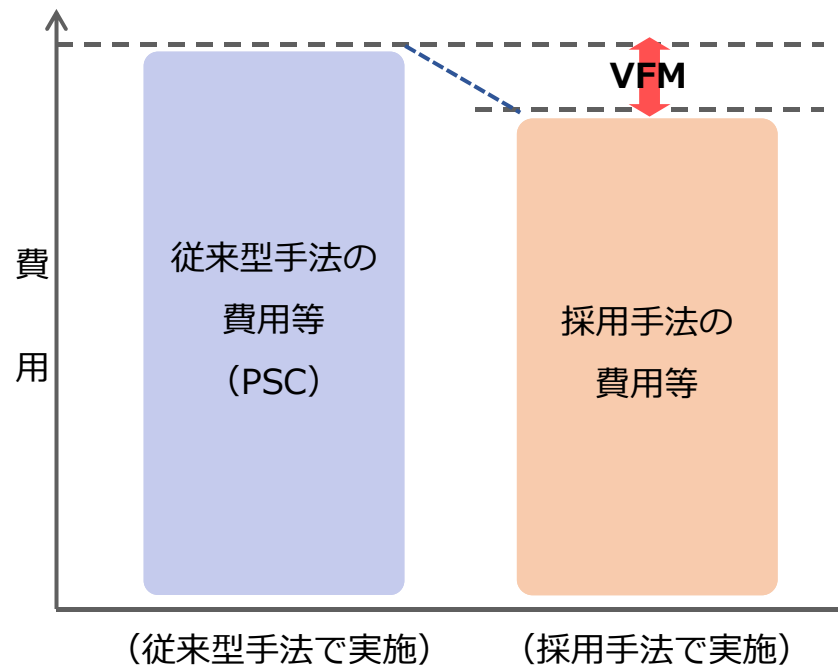 VFM
費
用
従来型手法の
費用等
（PSC）
採用手法の
費用等
（従来型手法で実施）
（採用手法で実施）